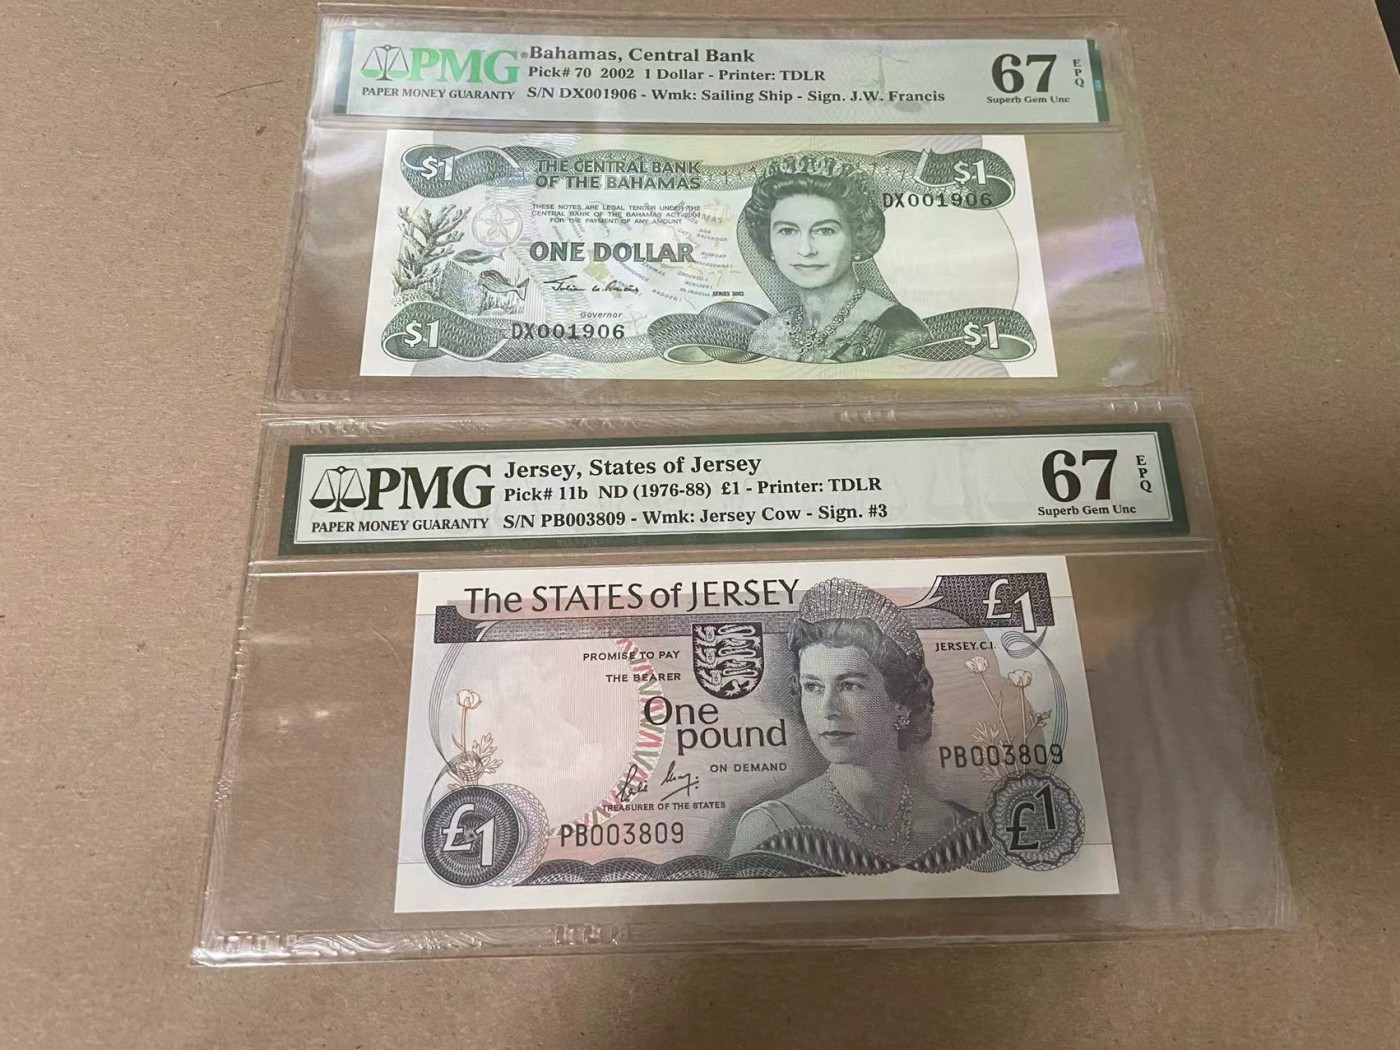 PMG
PAPER MONEY GUARANTY
Bahamas, Central Bank
Pick# 70 2002 1 Dollar - Printer: TDLR
S/N DX001906 - Wmk: Sailing Ship - Sign. J.W. Francis
67
EPQ
Superb Gem Unc
$1
THE CENTRAL BANK
OF THE BAHAMAS
$1
DX001906
THESE NOTES ARE LEGAL TENDER UNDER THE
CENTRAL BANK OF THE BAHAMAS ACT 2000
FOR THE PAYMENT OF ANY AMOUNT
ONE DOLLAR
SERIES 2002
Governor
$1
DX001906
$1
PMG
PAPER MONEY GUARANTY
Jersey, States of Jersey
Pick# 11b ND (1976-88) £1 - Printer: TDLR
S/N PB003809 - Wmk: Jersey Cow - Sign. #3
67
EPQ
Superb Gem Unc
The STATES of JERSEY
£1
JERSEY.C.I.
PROMISE TO PAY
THE BEARER
One
pound
ON DEMAND
PB003809
TREASURER OF THE STATES
£1
PB003809
£1